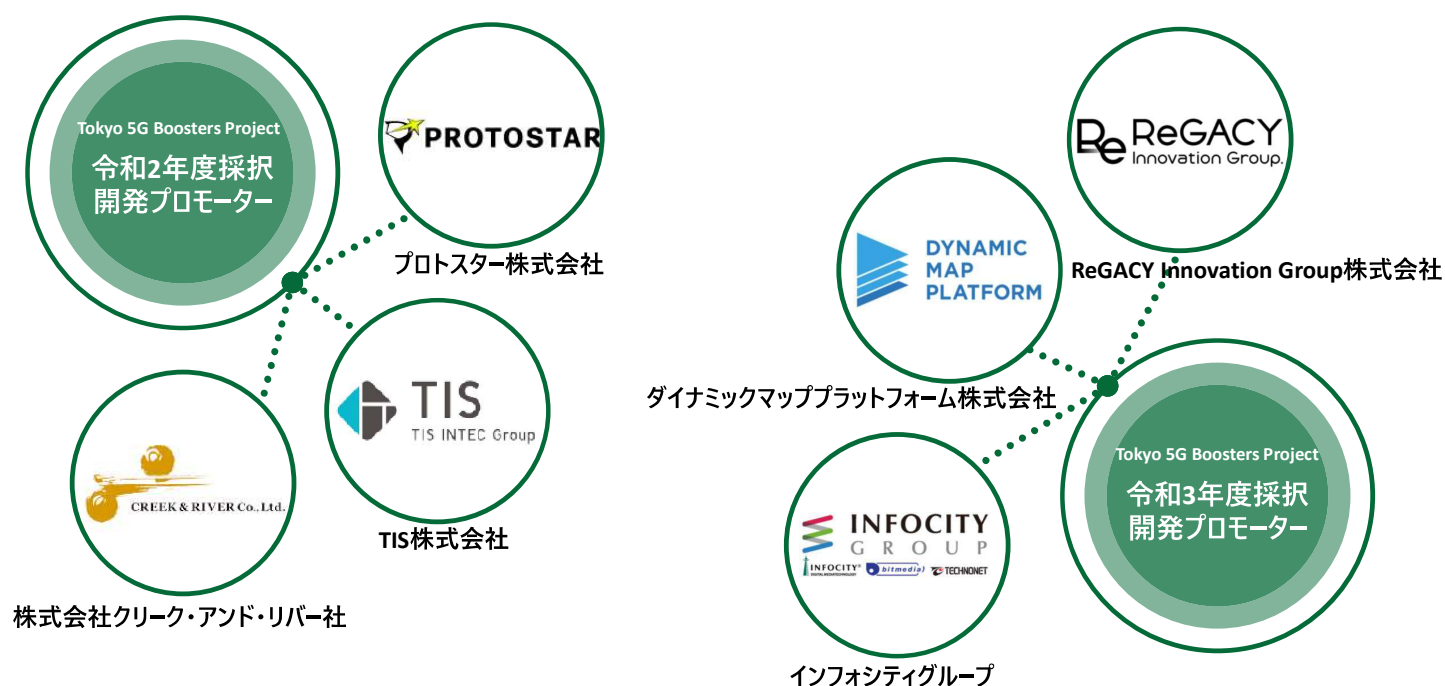 Tokyo 5G Boosters Project
令和2年度採択
開発プロモーター
PROTOSTAR
プロトスター株式会社
TIS
TIS INTEC Group
TIS株式会社
CREEK & RIVER Co., Ltd.
株式会社クリーク・アンド・リバー社
Re ReGACY
Innovation Group.
ReGACY Innovation Group株式会社
DYNAMIC
MAP
PLATFORM
ダイナミックマッププラットフォーム株式会社
INFOCITY
GROUP
INFOCITY® bitmedia) TECHNONET
DIGITAL MEDIA TECHNOLOGY
インフォシティグループ
Tokyo 5G Boosters Project
令和3年度採択
開発プロモーター